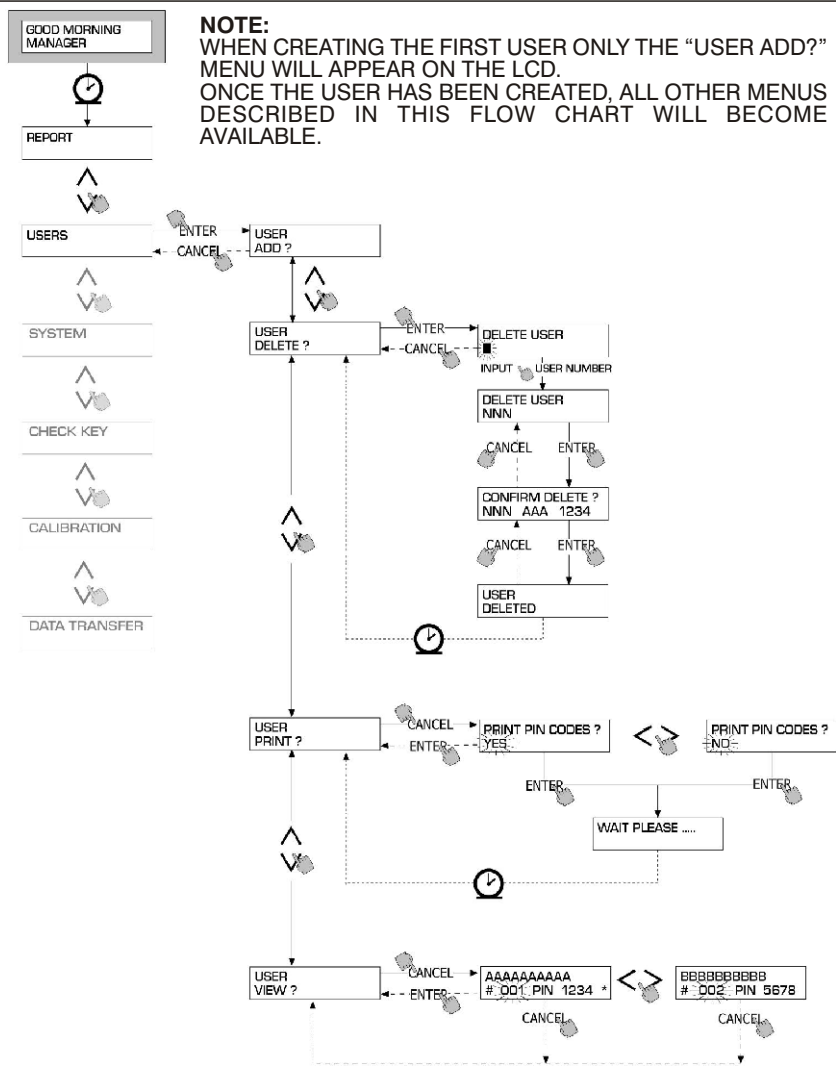 GOOD MORNING
MANAGER
NOTE:
WHEN CREATING THE FIRST USER ONLY THE “USER ADD?”
MENU WILL APPEAR ON THE LCD.
ONCE THE USER HAS BEEN CREATED, ALL OTHER MENUS
DESCRIBED IN THIS FLOW CHART WILL BECOME
AVAILABLE.
REPORT
USERS
ENTER
CANCEL
USER
ADD ?
SYSTEM
USER
DELETE ?
ENTER
CANCEL
DELETE USER
INPUT USER NUMBER
DELETE USER
NNN
CHECK KEY
CANCEL ENTER
CONFIRM DELETE ?
NNN AAA 1234
CALIBRATION
CANCEL ENTER
USER
DELETED
DATA TRANSFER
USER
PRINT ?
CANCEL
ENTER
PRINT PIN CODES ?
YES
PRINT PIN CODES ?
NO
ENTER ENTER
WAIT PLEASE .....
USER
VIEW ?
CANCEL
ENTER
AAAAAAAAAA
# 001 PIN 1234 *
BBBBBBBBBB
# 002 PIN 5678
CANCEL CANCEL